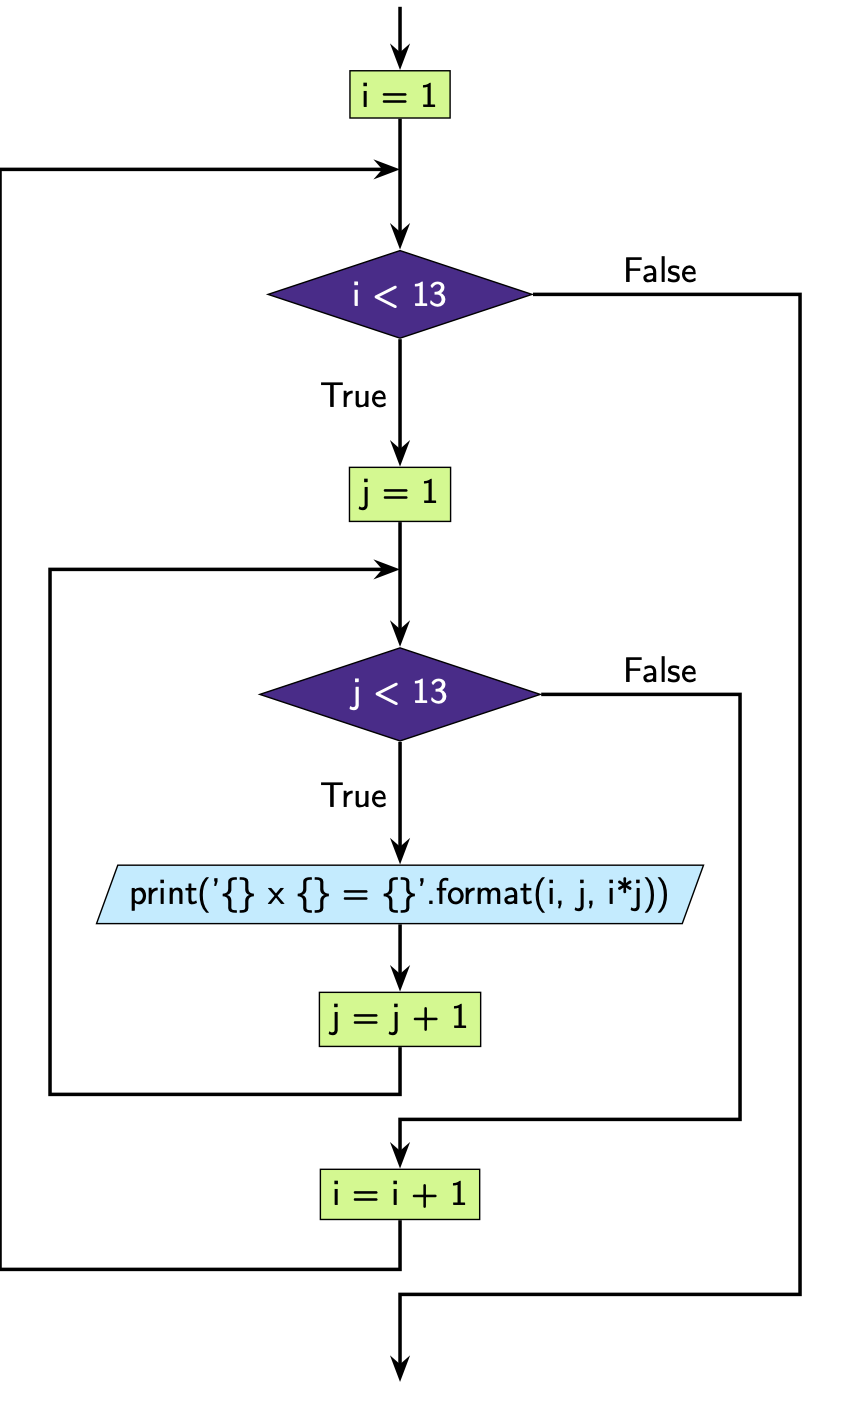 i = 1
i < 13
False
True
j = 1
j < 13
False
True
print('{} x {} = {}'.format(i, j, i*j))
j = j + 1
i = i + 1